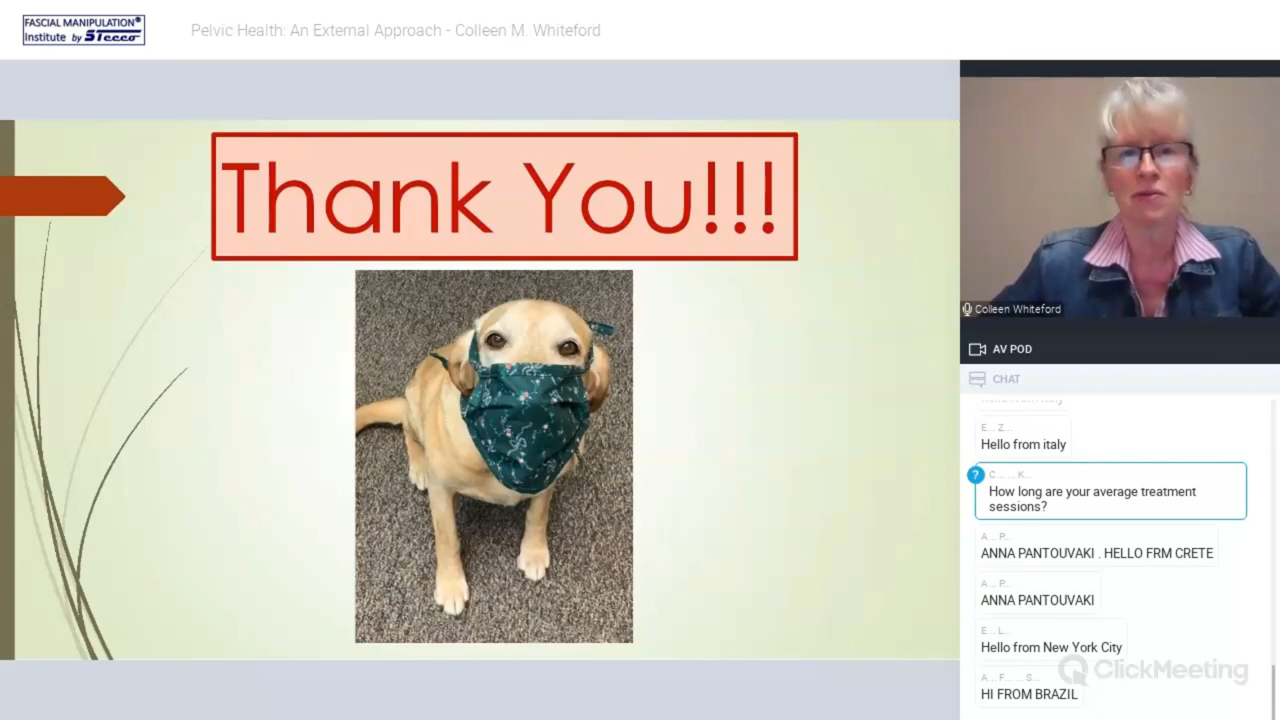 FASCIAL MANIPULATION®
Institute by STecco
Pelvic Health: An External Approach - Colleen M. Whiteford
Thank You!!!
Colleen Whiteford
AV POD
CHAT
E... Z...
Hello from italy
?
C... ... K...
How long are your average treatment
sessions?
A... P...
ANNA PANTOUVAKI . HELLO FRM CRETE
A... P...
ANNA PANTOUVAKI
E... L...
Hello from New York City
ClickMeeting
A... F... ... S...
HI FROM BRAZIL